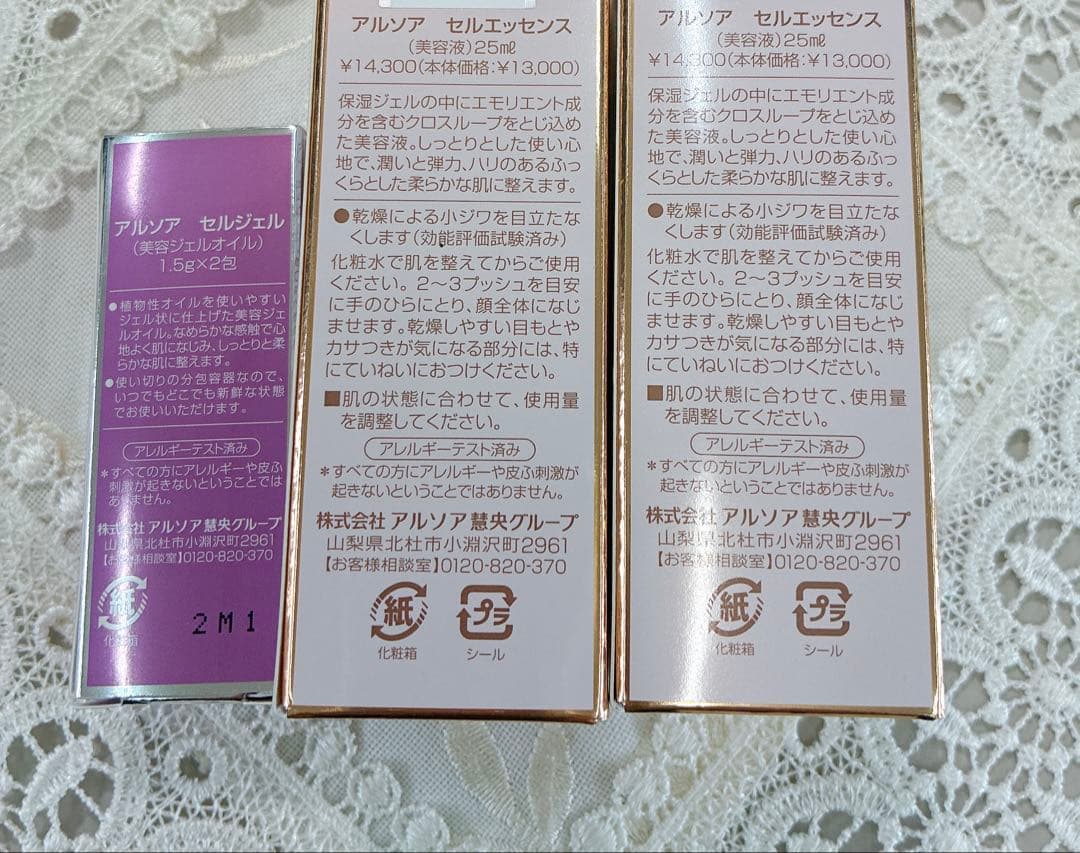 アルソア セルジェル
(美容ジェルオイル)
1.5g×2包
●植物性オイルを使いやすい
ジェル状に仕上げた美容ジェ
ルオイル。なめらかな感触で心
地よく肌になじみ、しっとりと柔
らかな肌に整えます。
●使い切りの分包容器なので、
いつでもどこでも新鮮な状態
でお使いいただけます。
アレルギーテスト済み
*すべての方にアレルギーや皮ふ
刺激が起きないということでは
ありません。
株式会社 アルソア慧央グループ
山梨県北杜市小淵沢町2961
【お客様相談室】0120-820-370
紙
化粧箱
2M1
アルソア セルエッセンス
(美容液)25㎖
¥14,300(本体価格:¥13,000)
保湿ジェルの中にエモリエント成
分を含むクロスループをとじ込め
た美容液。しっとりとした使い心
地で、潤いと弾力、ハリのあるふっ
くらとした柔らかな肌に整えます。
●乾燥による小ジワを目立たな
くします(効能評価試験済み)
化粧水で肌を整えてからご使用
ください。2〜3プッシュを目安
に手のひらにとり、顔全体になじ
ませます。乾燥しやすい目もとや
カサつきが気になる部分には、特
にていねいにおつけください。
■肌の状態に合わせて、使用量
を調整してください。
アレルギーテスト済み
*すべての方にアレルギーや皮ふ刺激が
起きないということではありません。
株式会社 アルソア慧央グループ
山梨県北杜市小淵沢町2961
【お客様相談室】0120-820-370
紙
プラ
化粧箱
シール
アルソア セルエッセンス
(美容液)25㎖
¥14,300(本体価格:¥13,000)
保湿ジェルの中にエモリエント成
分を含むクロスループをとじ込め
た美容液。しっとりとした使い心
地で、潤いと弾力、ハリのあるふっ
くらとした柔らかな肌に整えます。
●乾燥による小ジワを目立たな
くします(効能評価試験済み)
化粧水で肌を整えてからご使用
ください。2〜3プッシュを目安
に手のひらにとり、顔全体になじ
ませます。乾燥しやすい目もとや
カサつきが気になる部分には、特
にていねいにおつけください。
■肌の状態に合わせて、使用量
を調整してください。
アレルギーテスト済み
*すべての方にアレルギーや皮ふ刺激が
起きないということではありません。
株式会社 アルソア慧央グループ
山梨県北杜市小淵沢町2961
【お客様相談室】0120-820-370
紙
プラ
化粧箱
シール